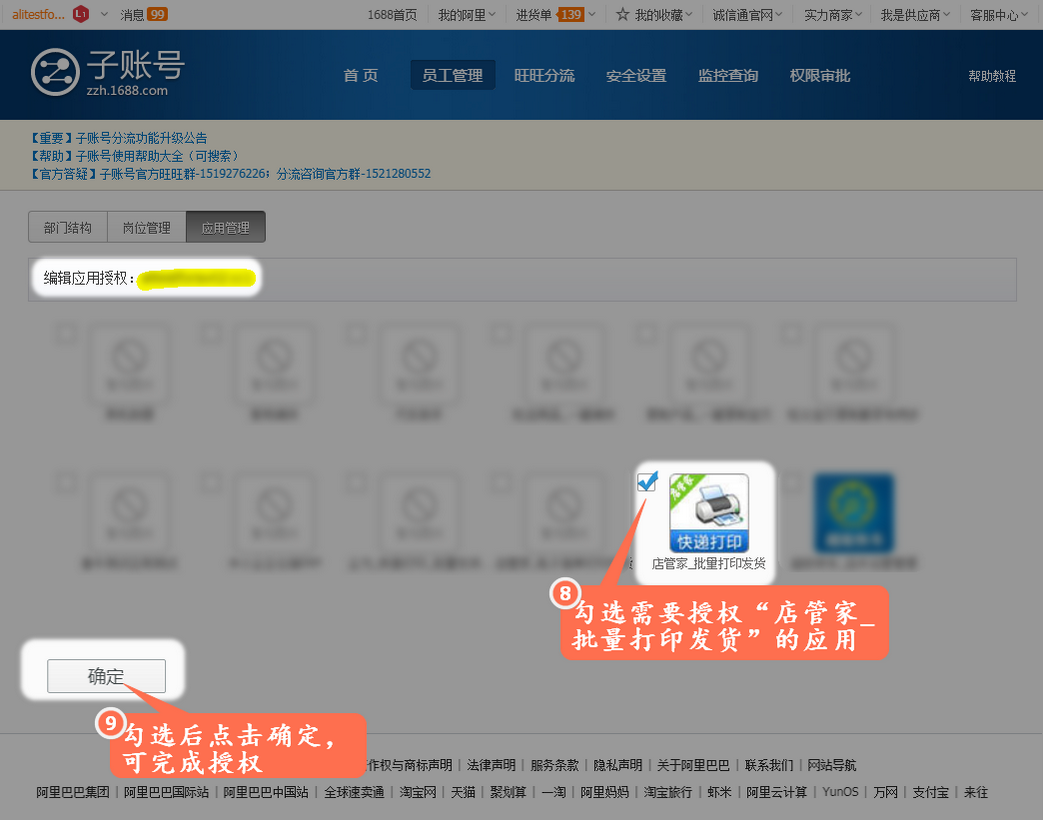 alitestfo... L1 消息 99 1688首页 我的阿里 进货单 139 我的收藏 诚信通官网 实力商家 我是供应商 客服中心
子账号
zzh.1688.com
首页 员工管理 旺旺分流 安全设置 监控查询 权限审批 帮助教程
【重要】子账号分流功能升级公告
【帮助】子账号使用帮助大全（可搜索）
【官方答疑】子账号官方旺旺群-1519276226；分流咨询官方群-1521280552
部门结构 岗位管理 应用管理
编辑应用授权：
店管家
快递打印
店管家_批量打印发货
8
勾选需要授权“店管家_
批量打印发货”的应用
确定
9
勾选后点击确定，
可完成授权
作权与商标声明 | 法律声明 | 服务条款 | 隐私声明 | 关于阿里巴巴 | 联系我们 | 网站导航
阿里巴巴集团 | 阿里巴巴国际站 | 阿里巴巴中国站 | 全球速卖通 | 淘宝网 | 天猫 | 聚划算 | 一淘 | 阿里妈妈 | 淘宝旅行 | 虾米 | 阿里云计算 | YunOS | 万网 | 支付宝 | 来往